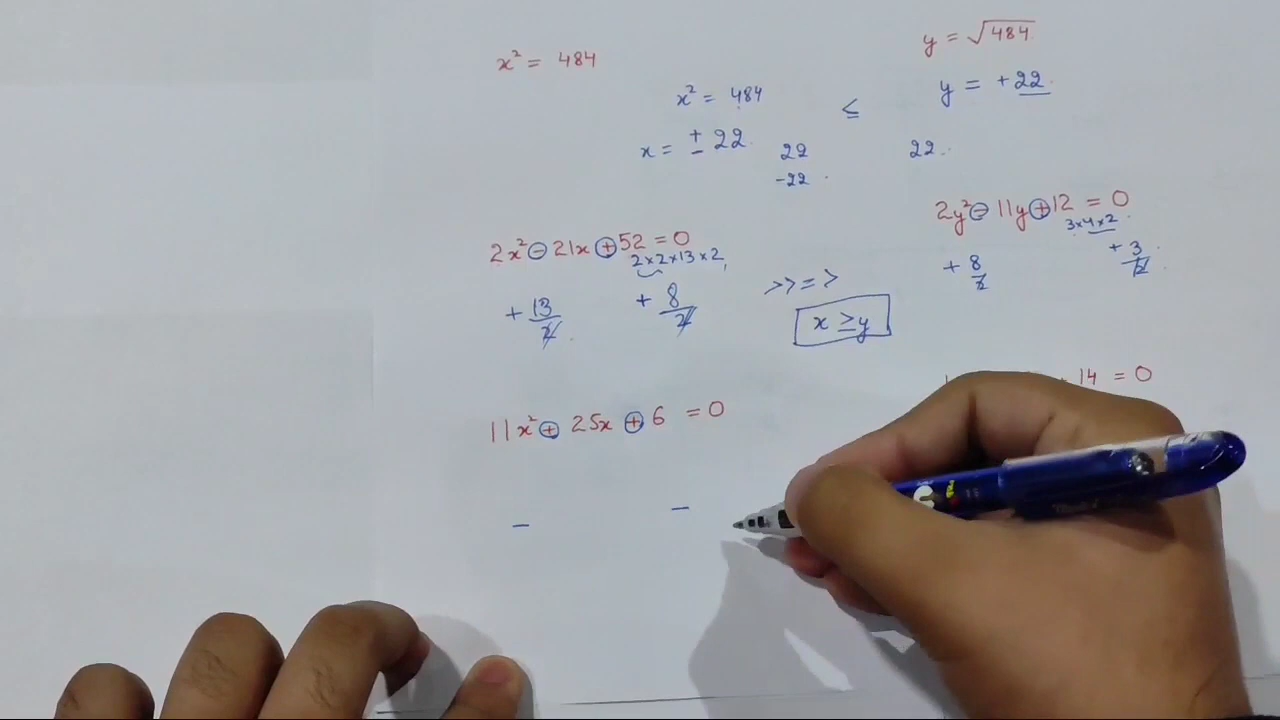 x² = 484
y = √484
x² = 484
≤
y = +22
x = ± 22
22
22
-22
2x² - 21x + 52 = 0
2y² - 11y + 12 = 0
2×2×13×2
3×4×2
+ 13/2
+ 8/2
>>=>
+ 8/2
+ 3/2
x ≥ y
11x² + 25x + 6 = 0
14 = 0
-
-